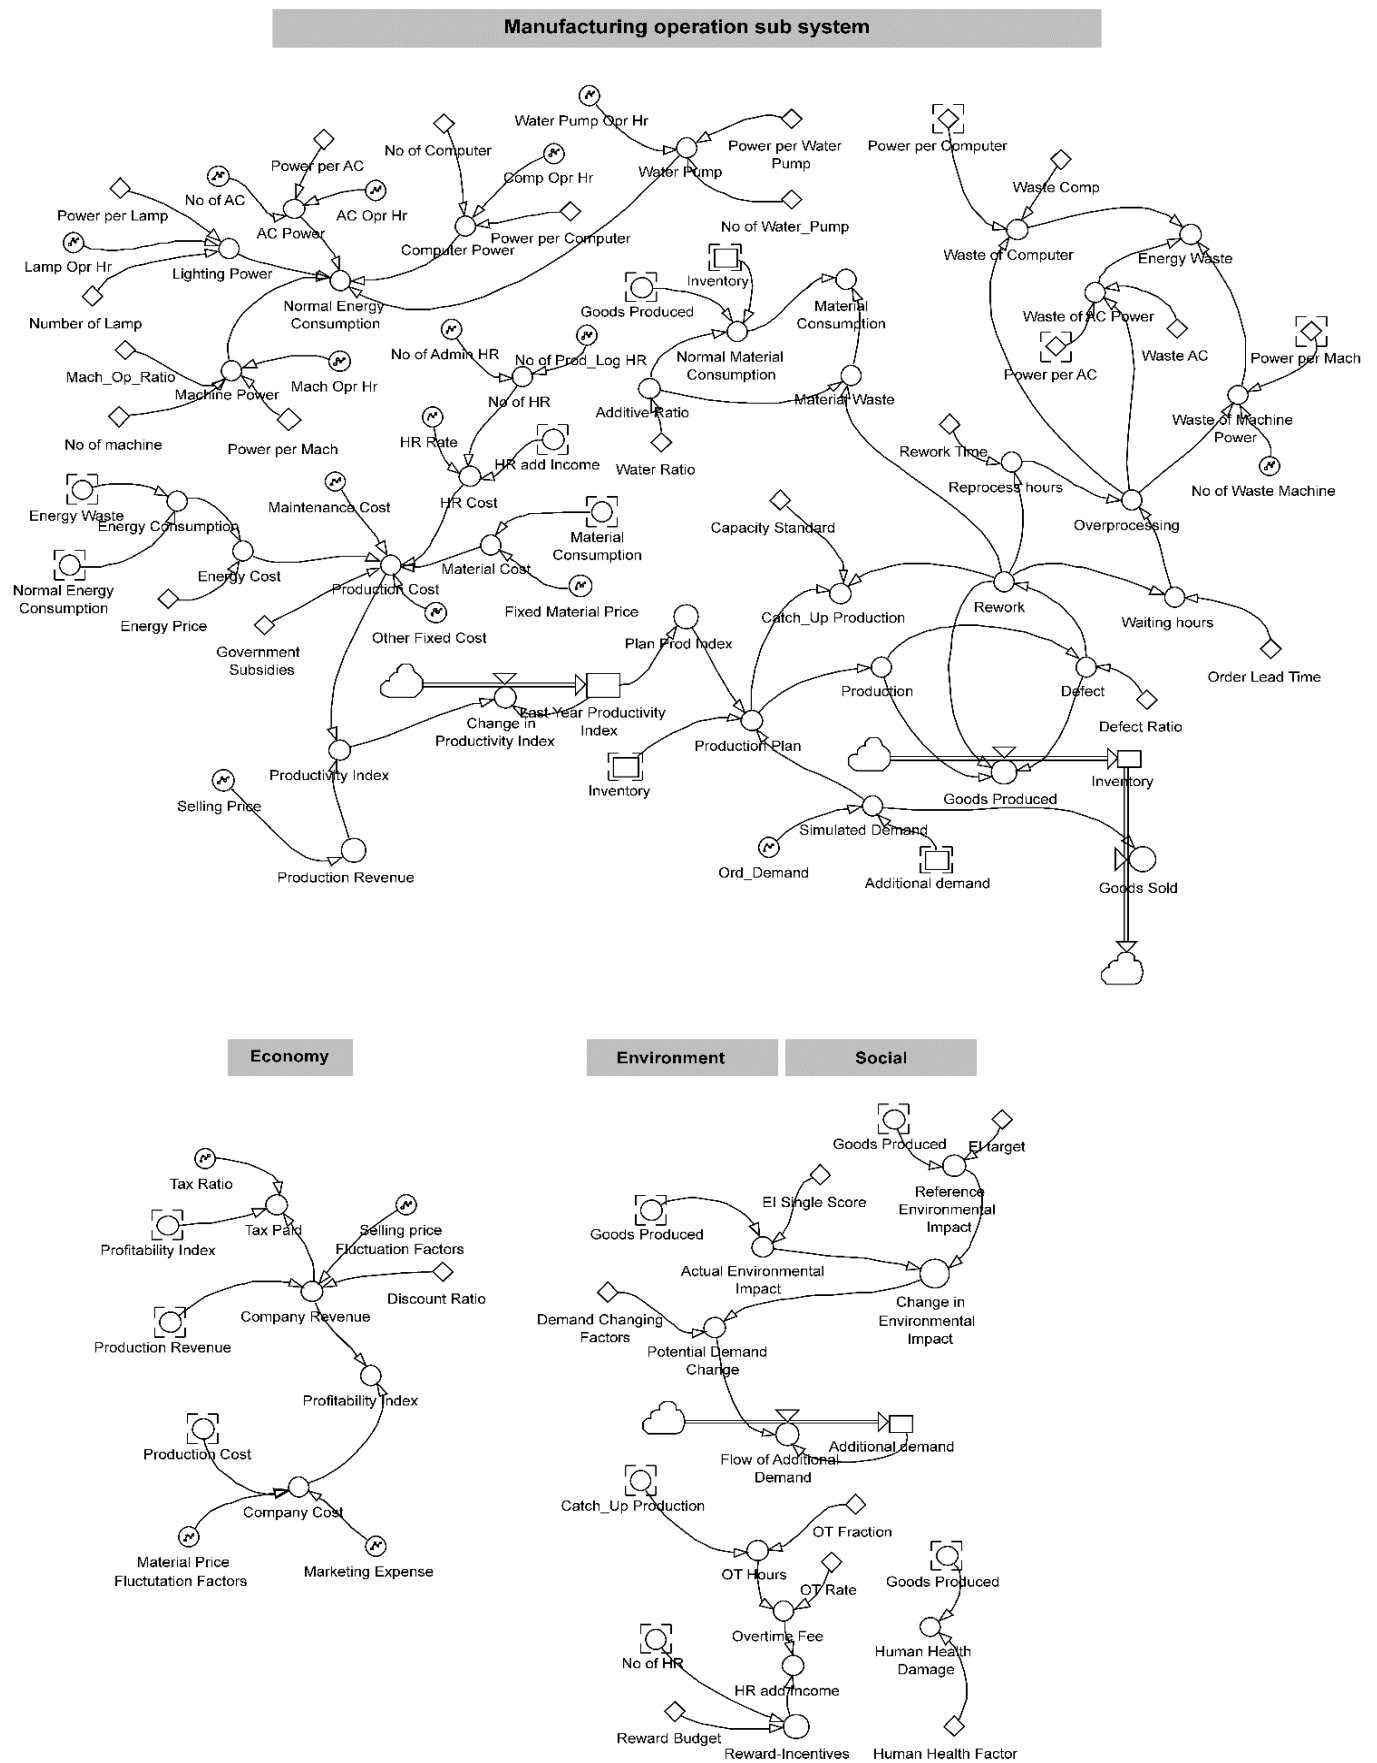 Manufacturing operation sub system
Water Pump Opr Hr
Power per Water
Pump
Water Pump
No of Water_Pump
Power per Computer
Waste Comp
Waste of Computer
Energy Waste
No of Computer
Comp Opr Hr
Power per Computer
Computer Power
Power per AC
No of AC
AC Opr Hr
AC Power
Power per Lamp
Lamp Opr Hr
Lighting Power
Number of Lamp
Normal Energy
Consumption
Goods Produced
Inventory
Material
Consumption
Normal Material
Consumption
Waste of AC Power
Power per AC
Waste AC
Power per Mach
Mach_Op_Ratio
Machine Power
Mach Opr Hr
No of machine
Power per Mach
No of Admin HR
No of Prod_Log HR
No of HR
HR Rate
HR add Income
HR Cost
Additive Ratio
Material Waste
Water Ratio
Waste of Machine
Power
No of Waste Machine
Rework Time
Reprocess hours
Overprocessing
Energy Waste
Energy Consumption
Maintenance Cost
Material
Consumption
Capacity Standard
Normal Energy
Consumption
Energy Cost
Energy Price
Production Cost
Material Cost
Fixed Material Price
Government
Subsidies
Other Fixed Cost
Catch_Up Production
Rework
Waiting hours
Order Lead Time
Plan Prod Index
Production
Defect
Defect Ratio
Change in
Productivity Index
Last Year Productivity
Index
Production Plan
Productivity Index
Inventory
Goods Produced
Inventory
Selling Price
Production Revenue
Simulated Demand
Ord_Demand
Additional demand
Goods Sold
Economy
Environment
Social
Tax Ratio
Profitability Index
Tax Paid
Selling price
Fluctuation Factors
Discount Ratio
Company Revenue
Production Revenue
Profitability Index
Production Cost
Company Cost
Material Price
Fluctutation Factors
Marketing Expense
Goods Produced
EI target
Reference
Environmental
Impact
EI Single Score
Goods Produced
Actual Environmental
Impact
Change in
Environmental
Impact
Demand Changing
Factors
Potential Demand
Change
Additional demand
Flow of Additional
Demand
Catch_Up Production
OT Fraction
OT Hours
OT Rate
Overtime Fee
Goods Produced
Human Health
Damage
No of HR
HR add Income
Reward Budget
Reward-Incentives
Human Health Factor